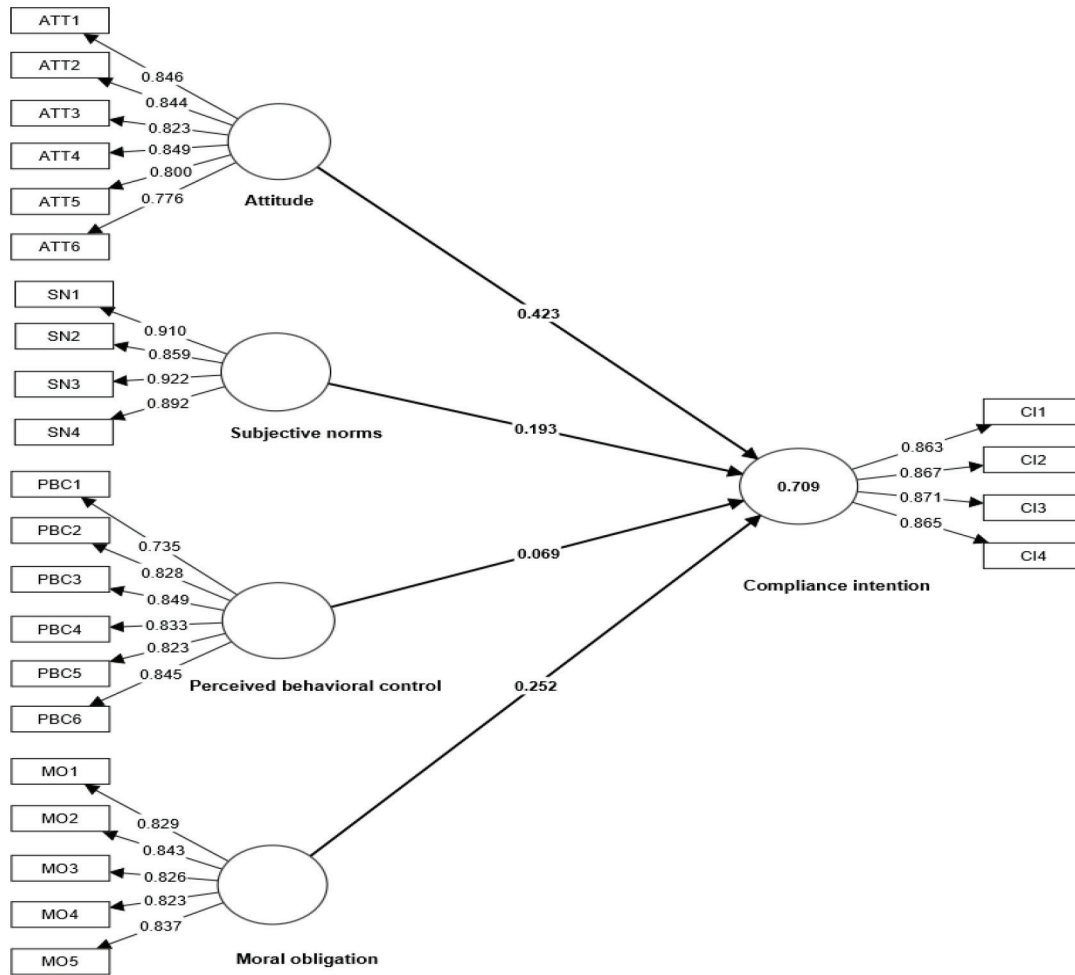 ATT1
ATT2
ATT3
ATT4
ATT5
ATT6
0.846
0.844
0.823
0.849
0.800
0.776
Attitude
SN1
SN2
SN3
SN4
0.910
0.859
0.922
0.892
Subjective norms
PBC1
PBC2
PBC3
PBC4
PBC5
PBC6
0.735
0.828
0.849
0.833
0.823
0.845
Perceived behavioral control
MO1
MO2
MO3
MO4
MO5
0.829
0.843
0.826
0.823
0.837
Moral obligation
0.423
0.193
0.069
0.252
0.709
Compliance intention
0.863
0.867
0.871
0.865
CI1
CI2
CI3
CI4